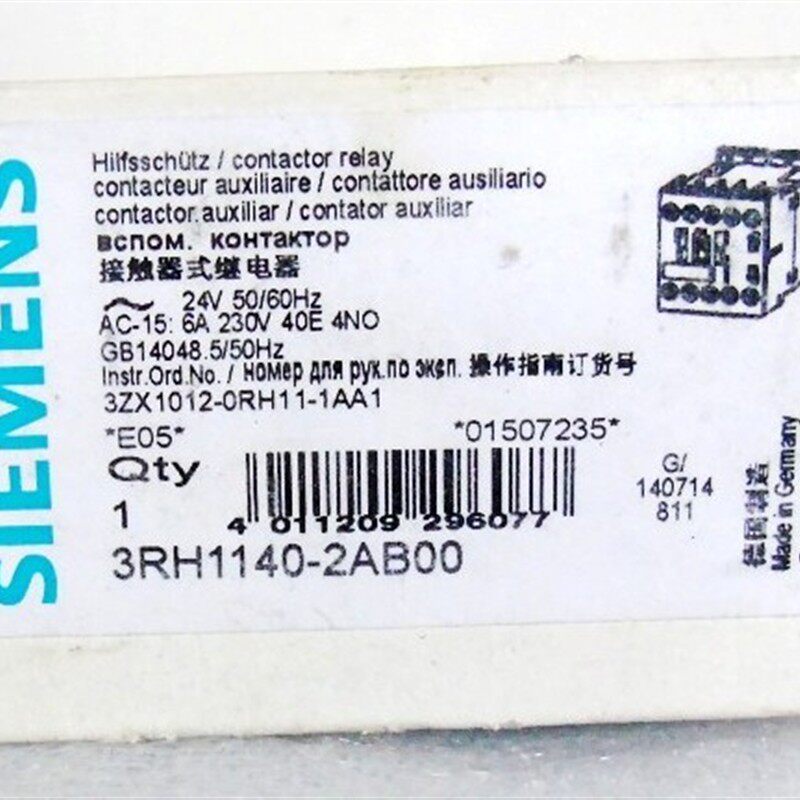 SIEMENS
Hilfsschütz / contactor relay
contacteur auxiliaire / contattore ausiliario
contactor.auxiliar / contator auxiliar
вспом. контактор
接触器式继电器
~ 24V 50/60Hz
AC-15: 6A 230V 40E 4NO
GB14048.5/50Hz
Instr.Ord.No. / номер для рук.по эксп. 操作指南订货号
3ZX1012-0RH11-1AA1
*E05* *01507235*
Qty
1
4 011209 296077
3RH1140-2AB00
G/
140714
811
德国制造
Made in Germany